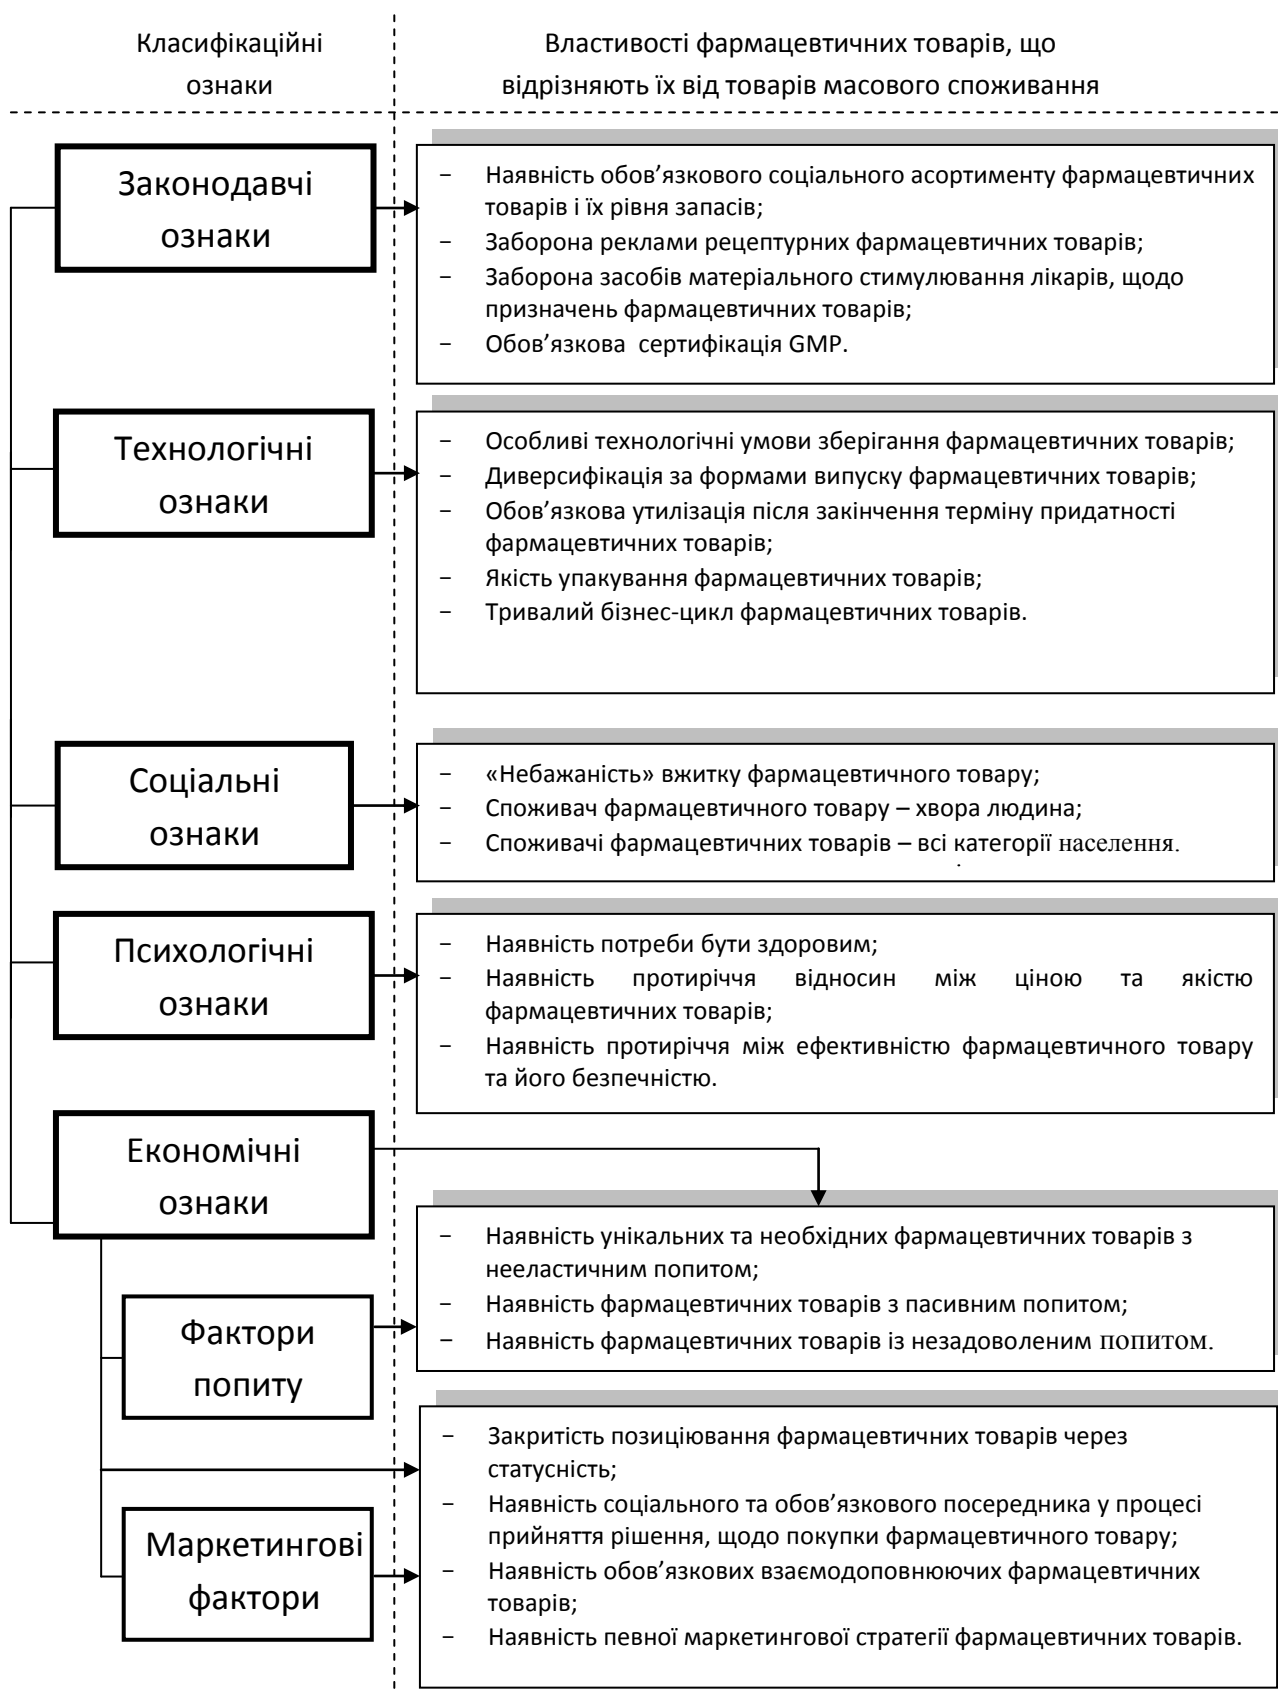 Класифікаційні
ознаки
Властивості фармацевтичних товарів, що
відрізняють їх від товарів масового споживання
Законодавчі
ознаки
− Наявність обов’язкового соціального асортименту фармацевтичних
товарів і їх рівня запасів;
− Заборона реклами рецептурних фармацевтичних товарів;
− Заборона засобів матеріального стимулювання лікарів, щодо
призначень фармацевтичних товарів;
− Обов’язкова сертифікація GMP.
Технологічні
ознаки
− Особливі технологічні умови зберігання фармацевтичних товарів;
− Диверсифікація за формами випуску фармацевтичних товарів;
− Обов’язкова утилізація після закінчення терміну придатності
фармацевтичних товарів;
− Якість упакування фармацевтичних товарів;
− Тривалий бізнес-цикл фармацевтичних товарів.
Соціальні
ознаки
− «Небажаність» вжитку фармацевтичного товару;
− Споживач фармацевтичного товару – хвора людина;
− Споживачі фармацевтичних товарів – всі категорії населення.
Психологічні
ознаки
− Наявність потреби бути здоровим;
− Наявність протиріччя відносин між ціною та якістю
фармацевтичних товарів;
− Наявність протиріччя між ефективністю фармацевтичного товару
та його безпечністю.
Економічні
ознаки
− Наявність унікальних та необхідних фармацевтичних товарів з
нееластичним попитом;
− Наявність фармацевтичних товарів з пасивним попитом;
− Наявність фармацевтичних товарів із незадоволеним попитом.
Фактори
попиту
− Закритість позиціювання фармацевтичних товарів через
статусність;
− Наявність соціального та обов’язкового посередника у процесі
прийняття рішення, щодо покупки фармацевтичного товару;
− Наявність обов’язкових взаємодоповнюючих фармацевтичних
товарів;
− Наявність певної маркетингової стратегії фармацевтичних товарів.
Маркетингові
фактори